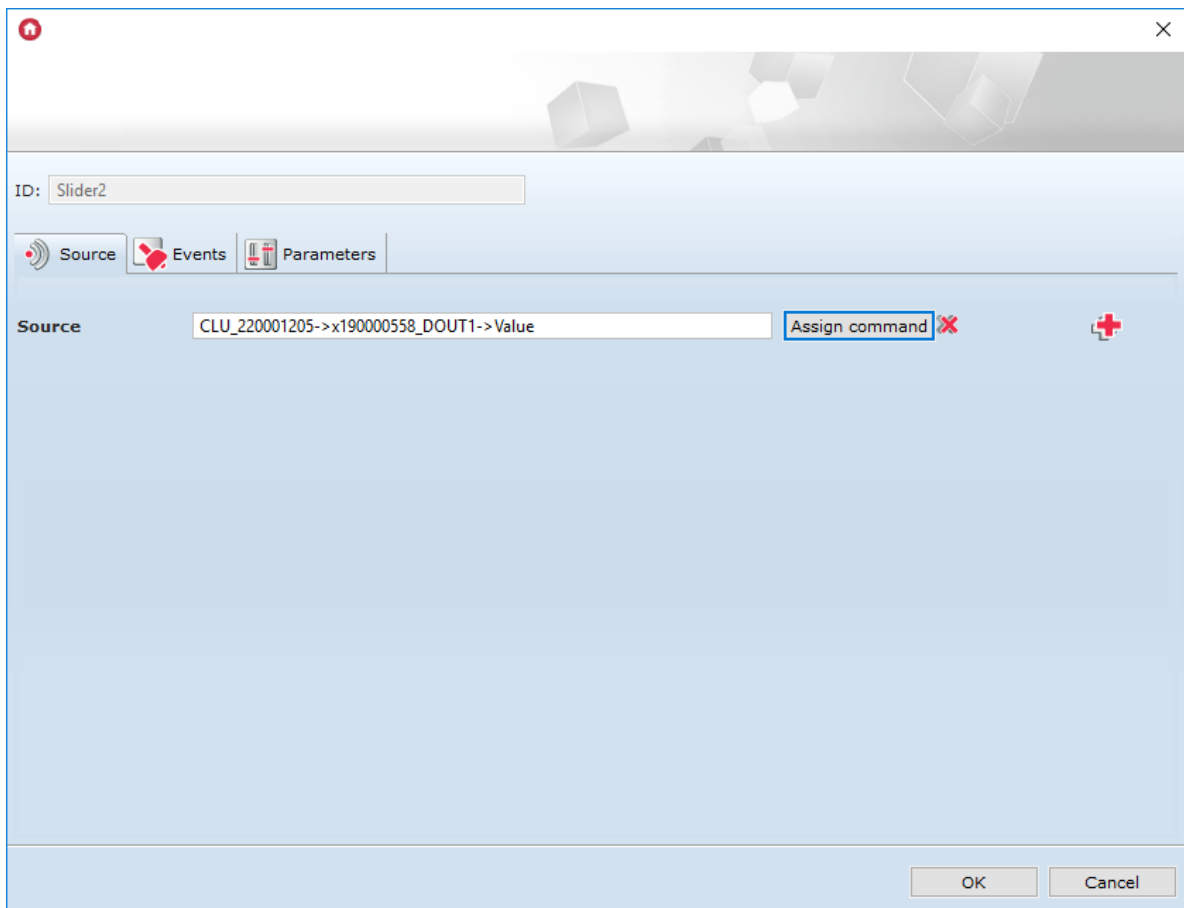 ID: Slider2
Source Events Parameters
Source CLU_220001205->x190000558_DOUT1->Value Assign command
OK Cancel